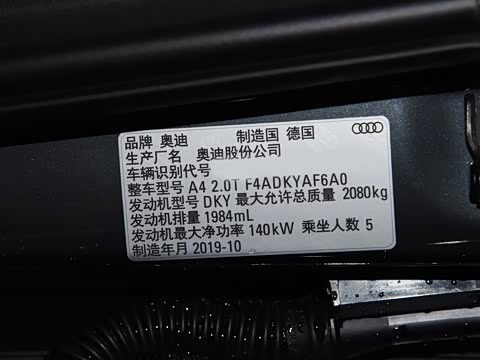 品牌 奥迪 制造国 德国
生产厂名 奥迪股份公司
车辆识别代号
整车型号 A4 2.0T F4ADKYAF6A0
发动机型号 DKY 最大允许总质量 2080kg
发动机排量 1984mL
发动机最大净功率 140kW 乘坐人数 5
制造年月 2019-10